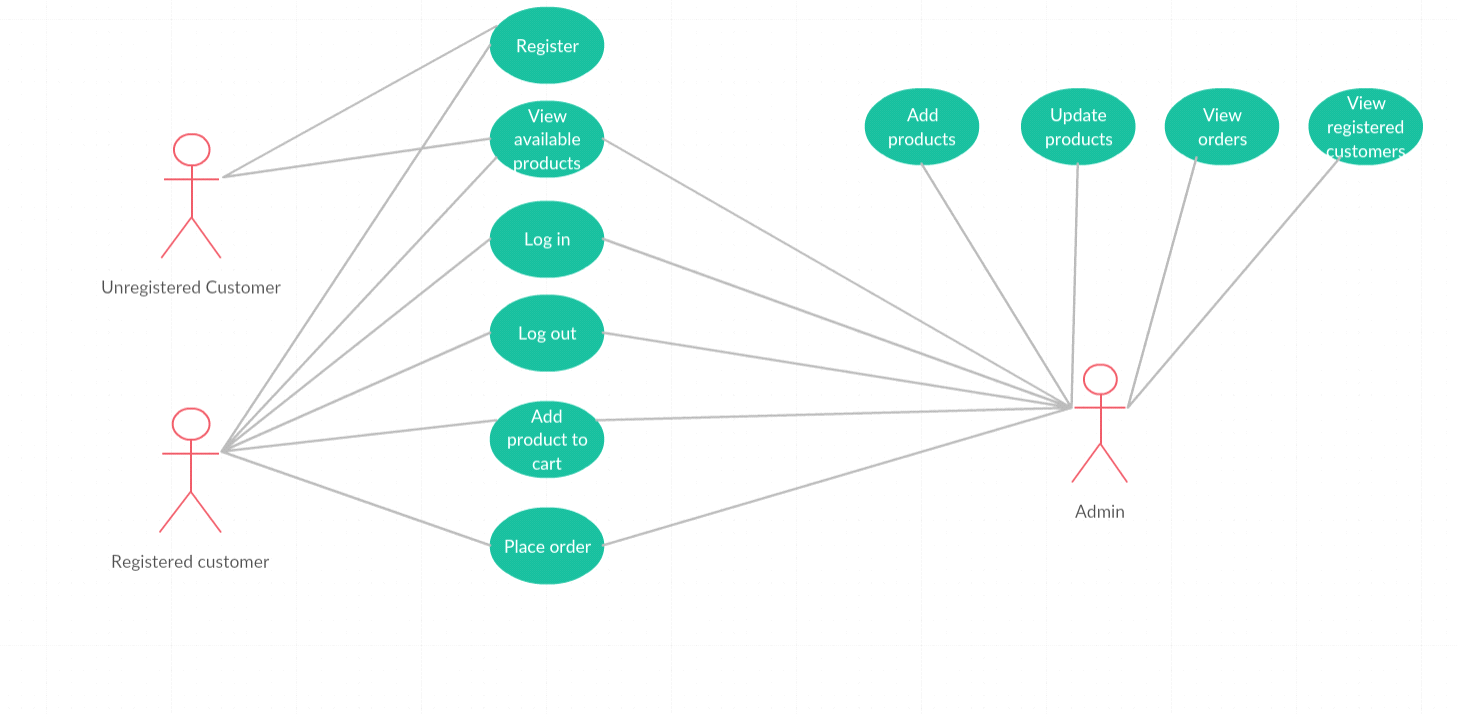 Register
View
available
products
Log in
Log out
Add
product to
cart
Place order
Unregistered Customer
Registered customer
Add
products
Update
products
View
orders
View
registered
customers
Admin